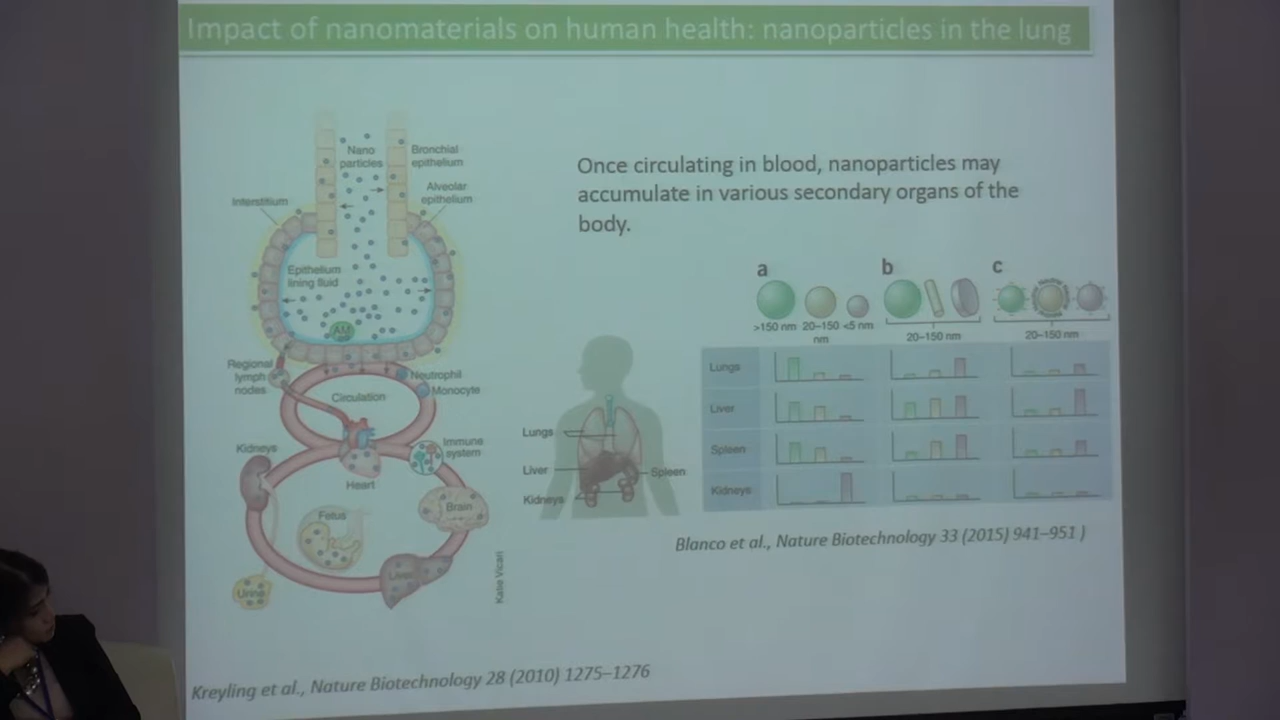 Impact of nanomaterials on human health: nanoparticles in the lung
Nano
particles
Bronchial
epithelium
Alveolar
epithelium
Interstitium
Epithelium
lining fluid
AM
Regional
lymph
nodes
Neutrophil
Monocyte
Circulation
Kidneys
Immune
system
Heart
Fetus
Brain
Liver
Urine
Katie Vicari
Kreyling et al., Nature Biotechnology 28 (2010) 1275–1276
Once circulating in blood, nanoparticles may
accumulate in various secondary organs of the
body.
Lungs
Liver
Spleen
Kidneys
a
b
c
>150 nm 20–150 <5 nm
nm
20–150 nm
20–150 nm
Lungs
Liver
Spleen
Kidneys
Blanco et al., Nature Biotechnology 33 (2015) 941–951 )